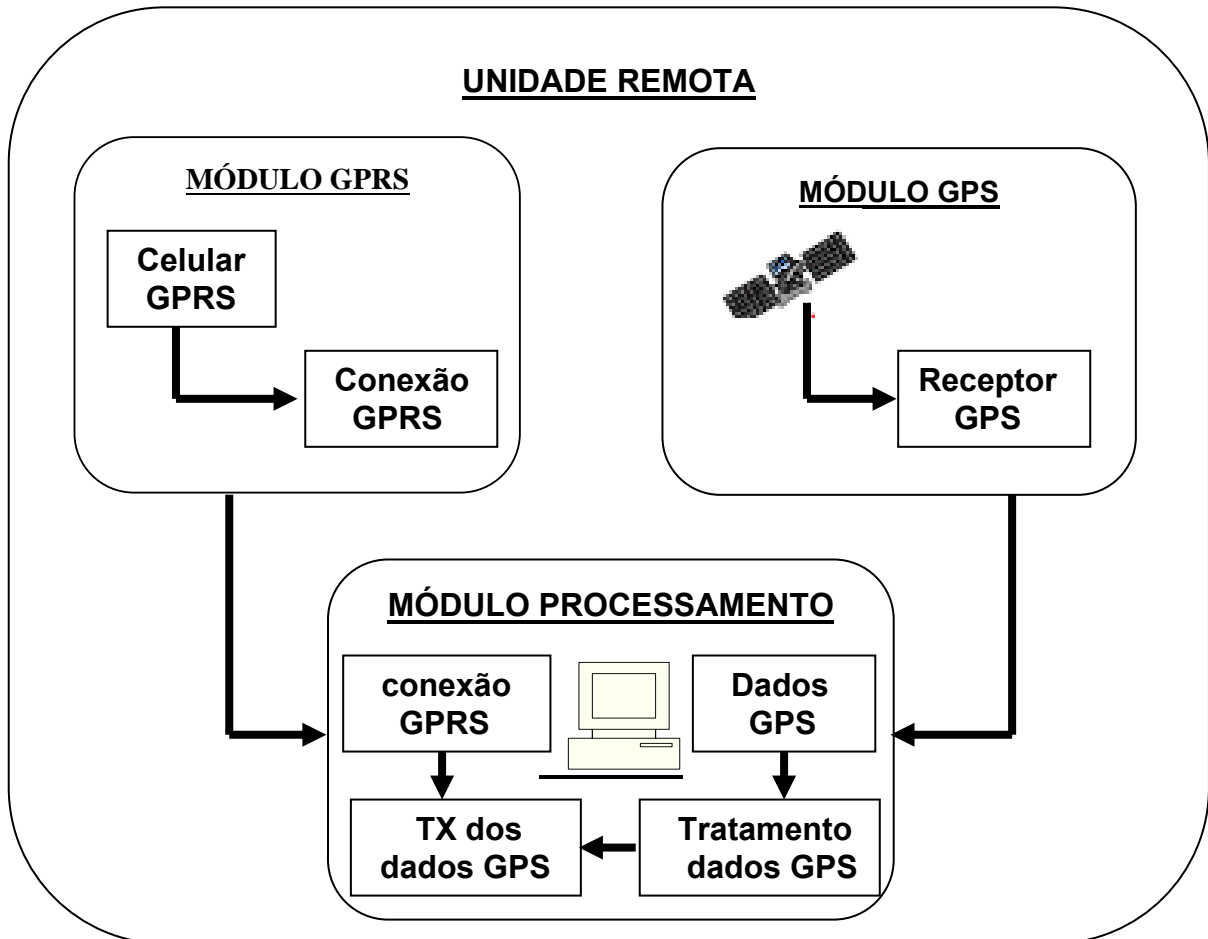 UNIDADE REMOTA
MÓDULO GPRS
Celular
GPRS
Conexão
GPRS
MÓDULO GPS
Receptor
GPS
MÓDULO PROCESSAMENTO
conexão
GPRS
Dados
GPS
TX dos
dados GPS
Tratamento
dados GPS